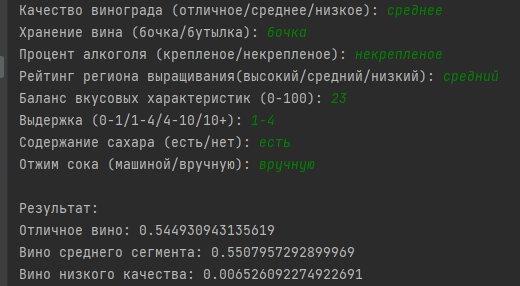 Качество винограда (отличное/среднее/низкое): среднее
Хранение вина (бочка/бутылка): бочка
Процент алкоголя (крепленое/некрепленое): некрепленое
Рейтинг региона выращивания(высокий/средний/низкий): средний
Баланс вкусовых характеристик (0-100): 23
Выдержка (0-1/1-4/4-10/10+): 1-4
Содержание сахара (есть/нет): есть
Отжим сока (машиной/вручную): вручную
Результат:
Отличное вино: 0.544930943135619
Вино среднего сегмента: 0.5507957292899969
Вино низкого качества: 0.006526092274922691